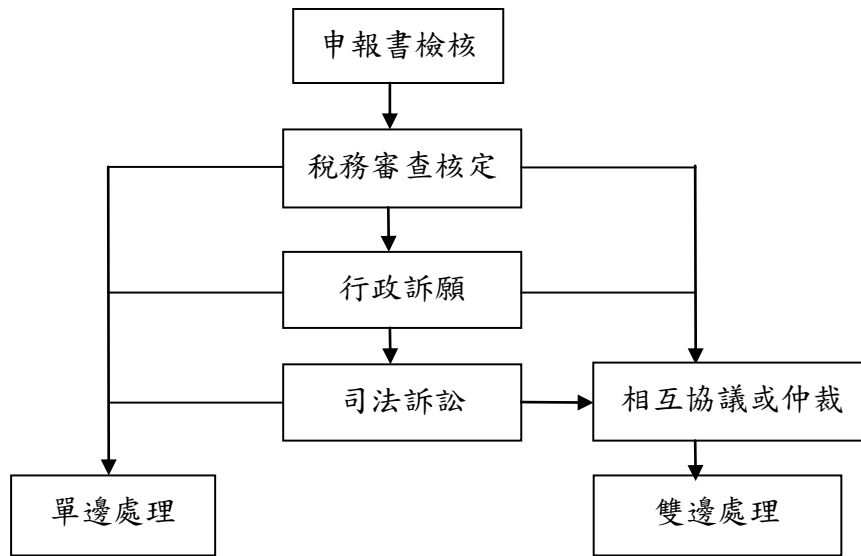 申報書檢核
稅務審查核定
行政訴願
司法訴訟
相互協議或仲裁
單邊處理
雙邊處理